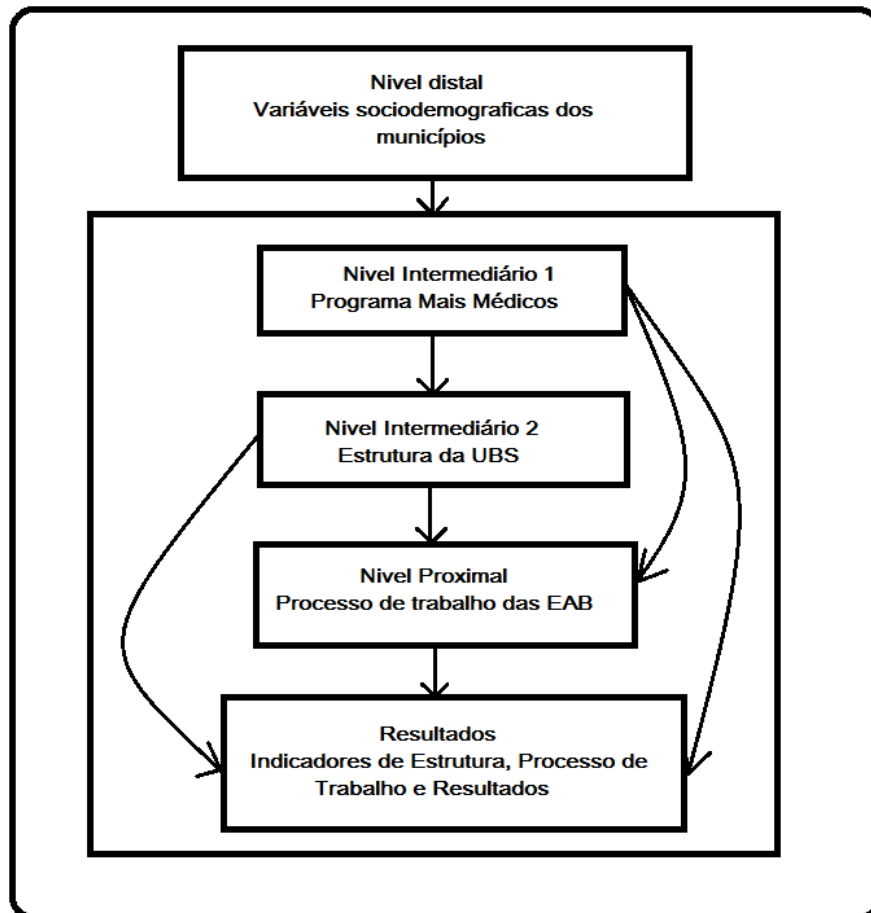 Nivel distal
Variáveis sociodemograficas dos
municípios
Nivel Intermediário 1
Programa Mais Médicos
Nivel Intermediário 2
Estrutura da UBS
Nivel Proximal
Processo de trabalho das EAB
Resultados
Indicadores de Estrutura, Processo de
Trabalho e Resultados